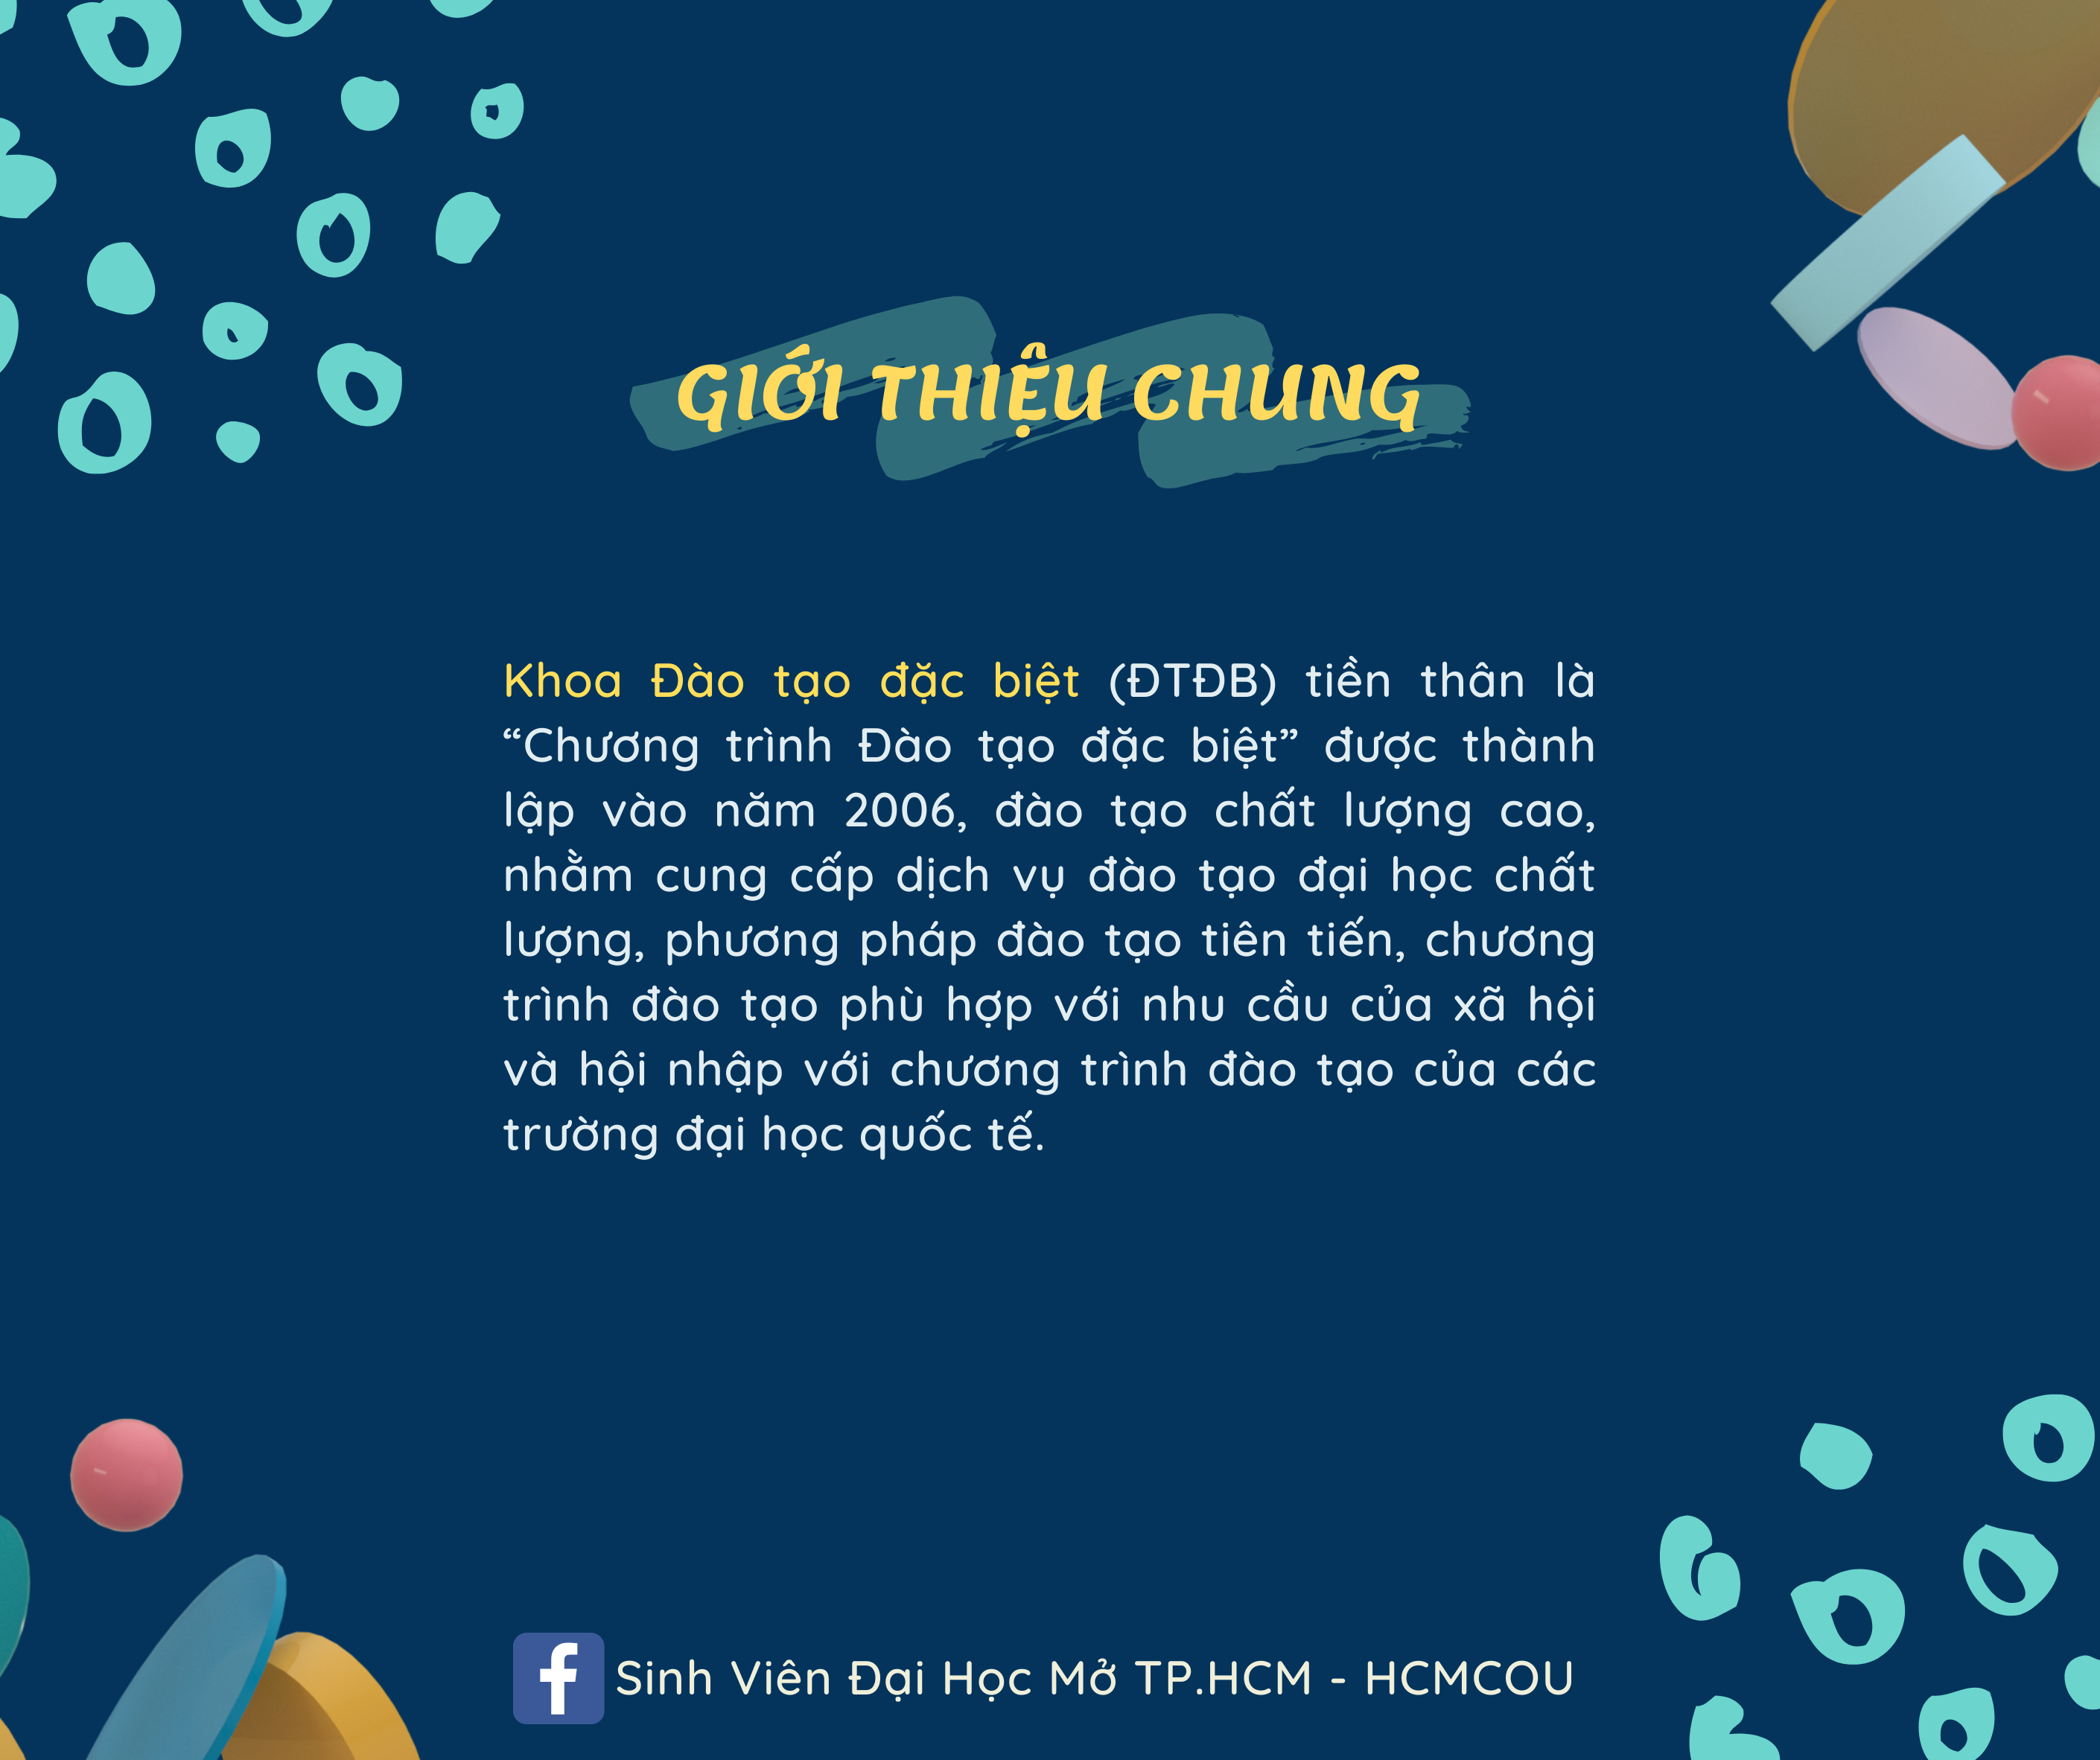 GIỚI THIỆU CHUNG
Khoa Đào tạo đặc biệt (ĐTĐB) tiền thân là
“Chương trình Đào tạo đặc biệt” được thành
lập vào năm 2006, đào tạo chất lượng cao,
nhằm cung cấp dịch vụ đào tạo đại học chất
lượng, phương pháp đào tạo tiên tiến, chương
trình đào tạo phù hợp với nhu cầu của xã hội
và hội nhập với chương trình đào tạo của các
trường đại học quốc tế.
Sinh Viên Đại Học Mở TP.HCM - HCMCOU